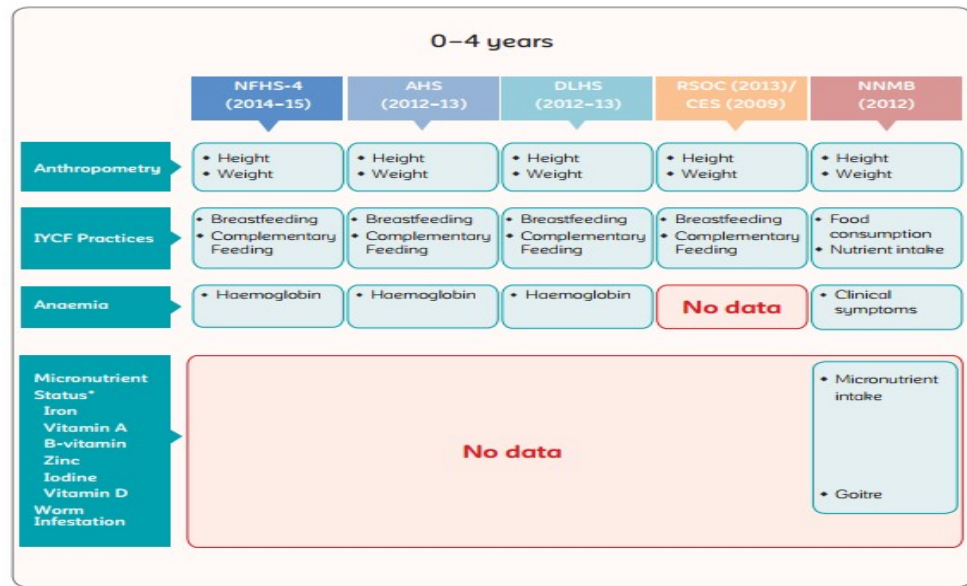 0–4 years
NFHS-4
(2014–15)
AHS
(2012–13)
DLHS
(2012–13)
RSOC (2013)/
CES (2009)
NNMB
(2012)
Anthropometry
• Height
• Weight
• Height
• Weight
• Height
• Weight
• Height
• Weight
• Height
• Weight
IYCF Practices
• Breastfeeding
• Complementary
Feeding
• Breastfeeding
• Complementary
Feeding
• Breastfeeding
• Complementary
Feeding
• Breastfeeding
• Complementary
Feeding
• Food
consumption
• Nutrient intake
Anaemia
• Haemoglobin
• Haemoglobin
• Haemoglobin
No data
• Clinical
symptoms
Micronutrient
Status*
Iron
Vitamin A
B-vitamin
Zinc
Iodine
Vitamin D
Worm
Infestation
No data
• Micronutrient
intake
• Goitre